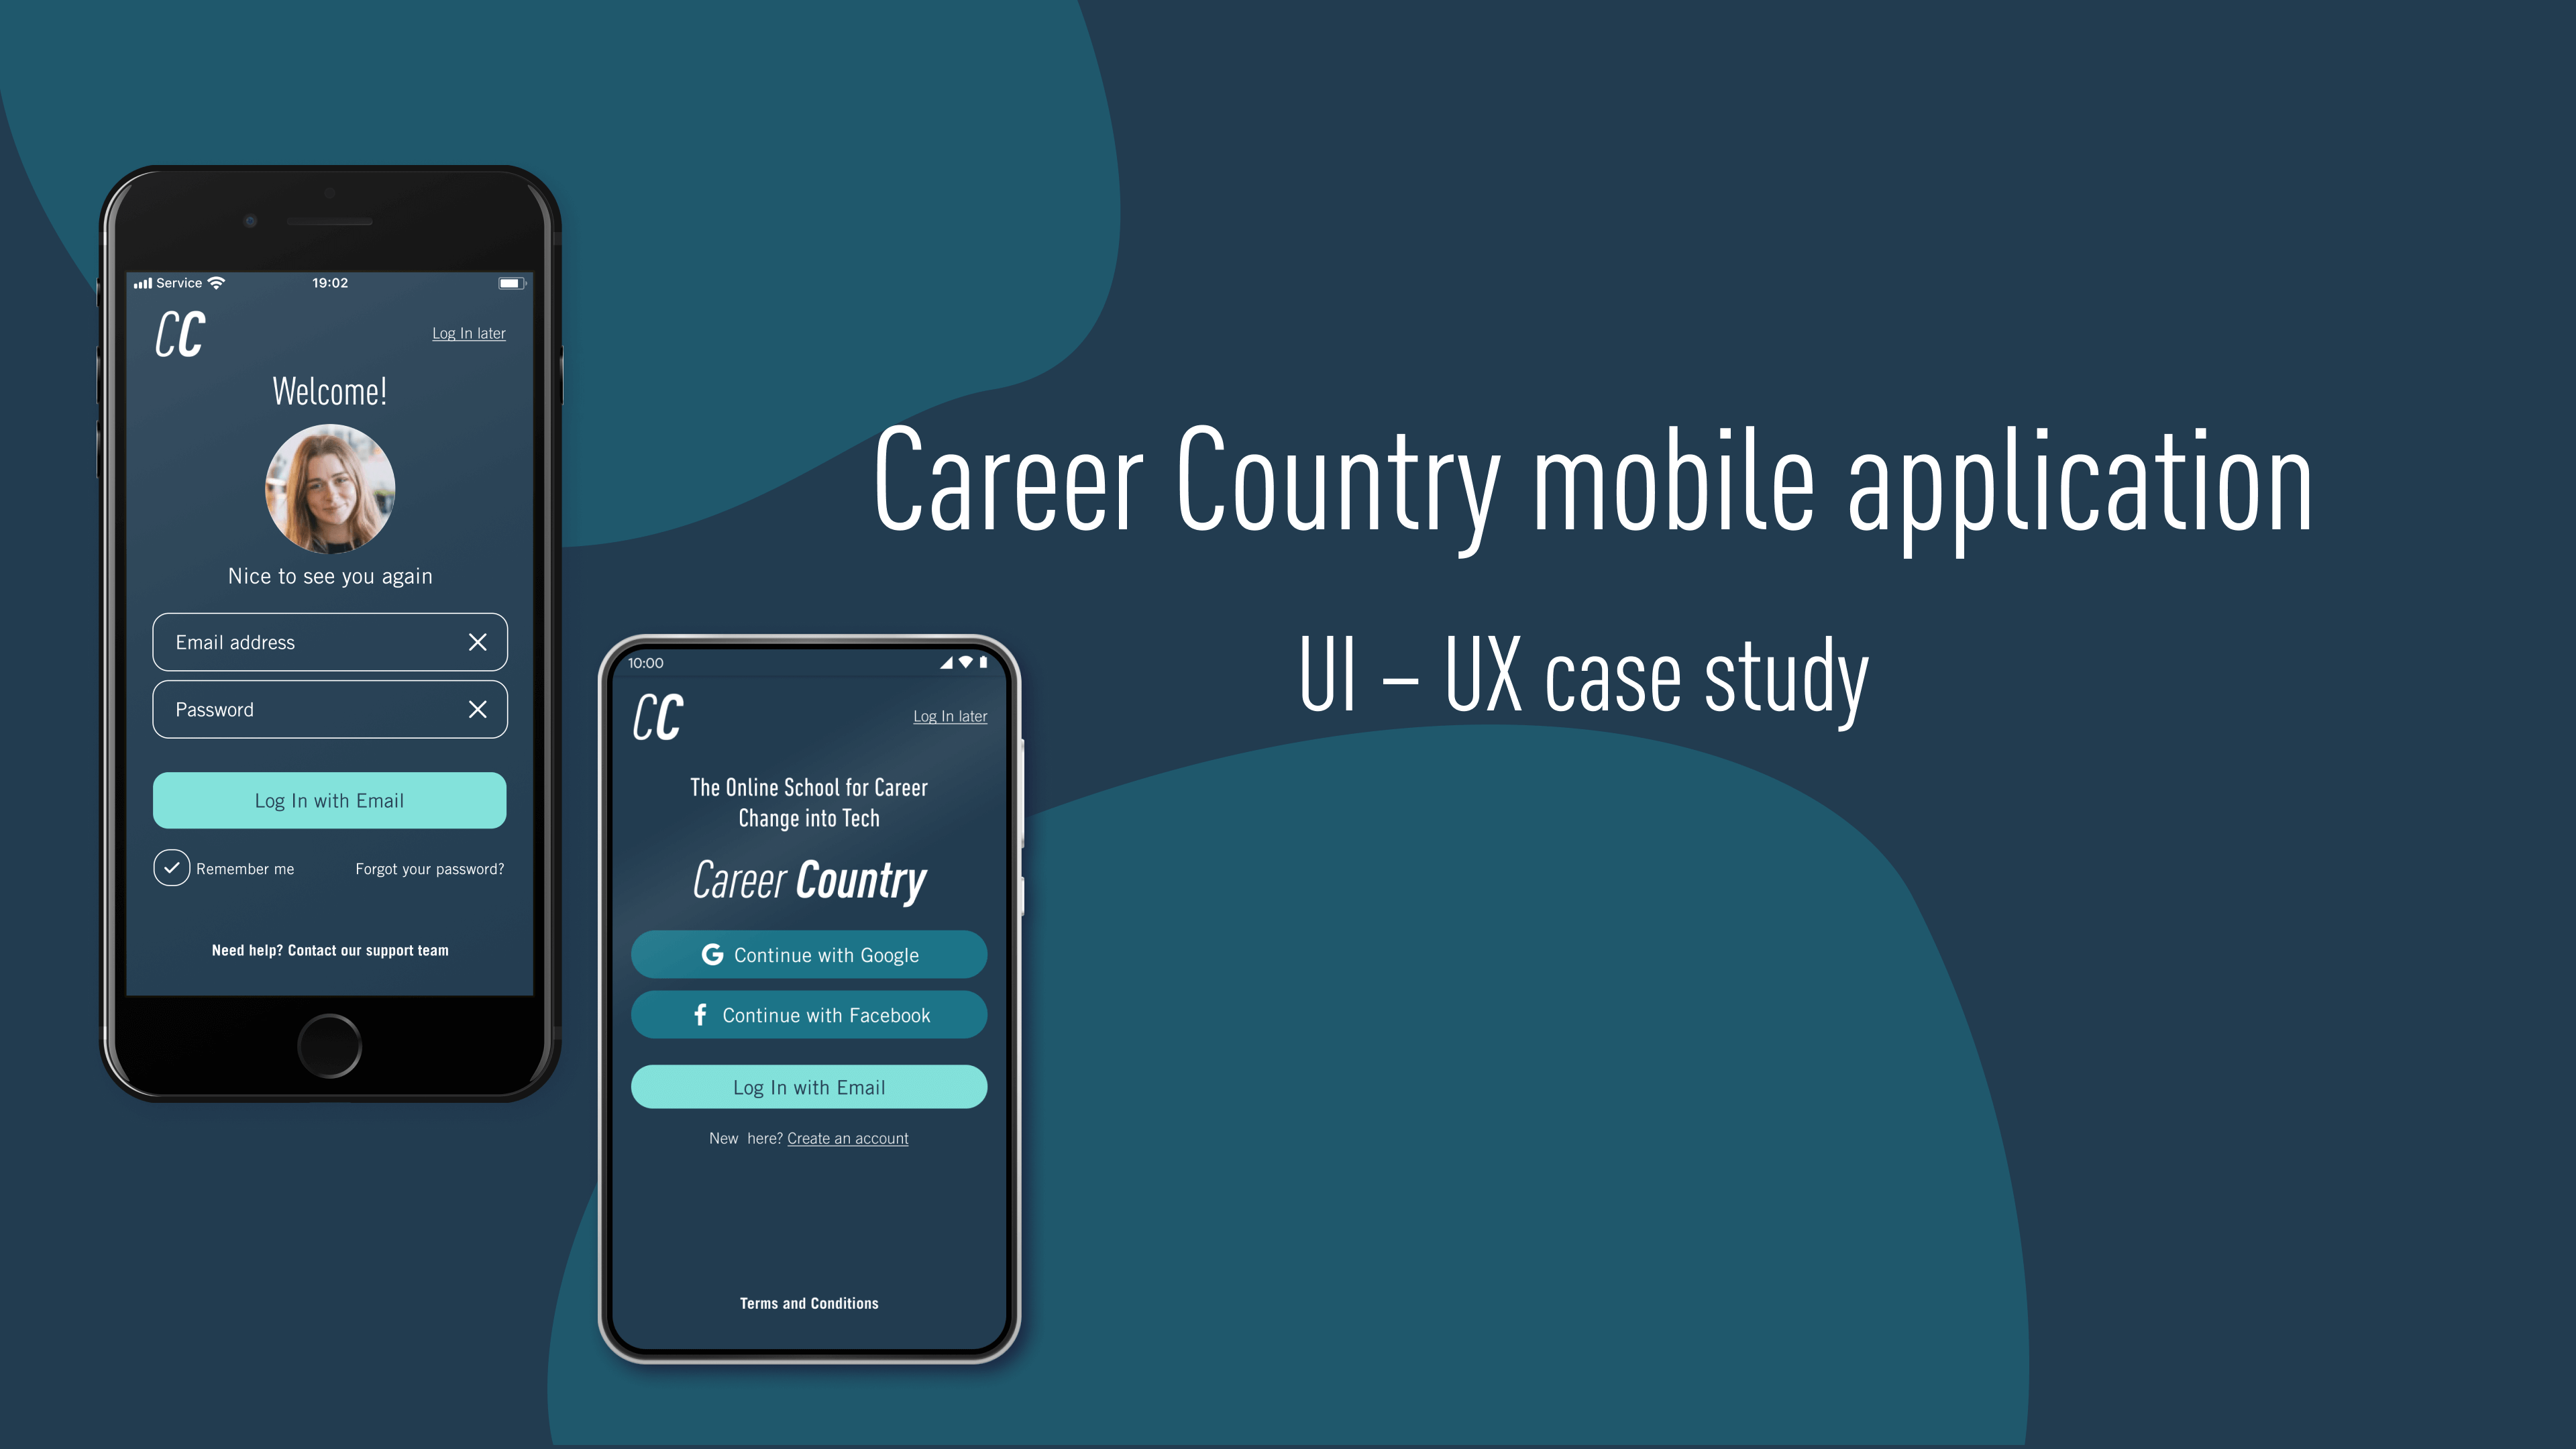 Career Country mobile application
UI – UX case study
Service
19:02
CC
Log In later
Welcome!
Nice to see you again
Email address
Password
Log In with Email
Remember me
Forgot your password?
Need help? Contact our support team
10:00
CC
Log In later
The Online School for Career
Change into Tech
Career Country
G Continue with Google
f Continue with Facebook
Log In with Email
New here? Create an account
Terms and Conditions